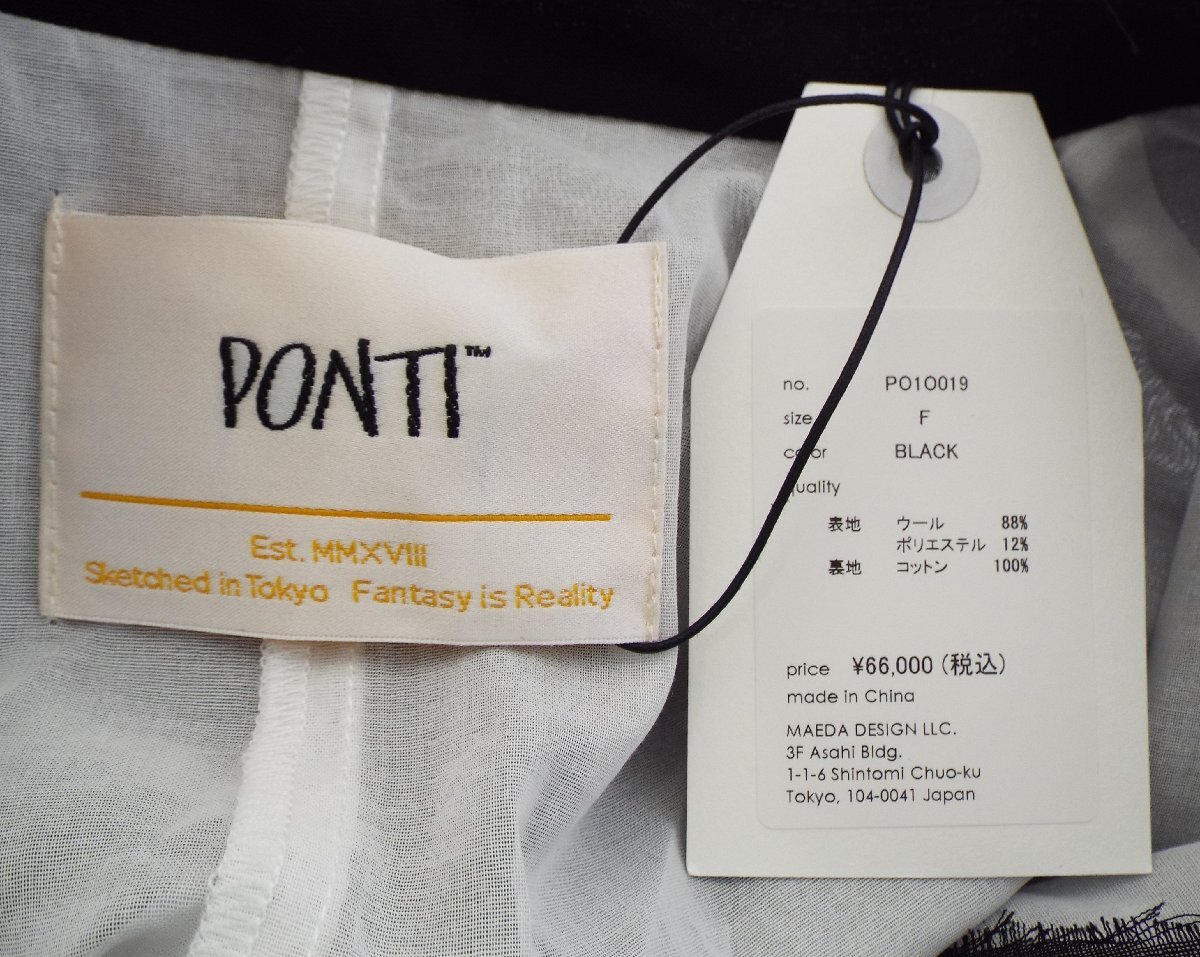 PONTI™
Est. MMXVIII
Sketched in Tokyo Fantasy is Reality
no. PO1O019
size F
color BLACK
quality
表地 ウール 88%
ポリエステル 12%
裏地 コットン 100%
price ¥66,000(税込)
made in China
MAEDA DESIGN LLC.
3F Asahi Bldg.
1-1-6 Shintomi Chuo-ku
Tokyo, 104-0041 Japan